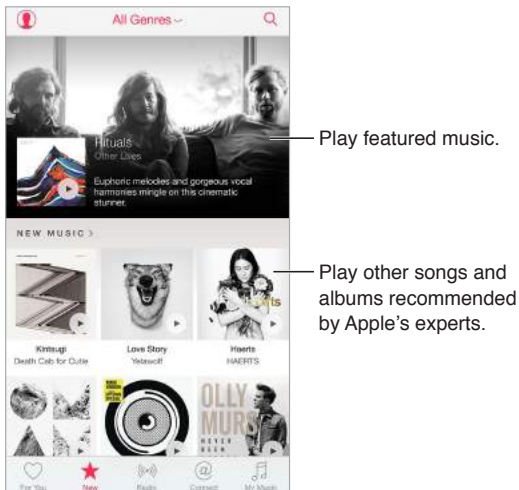 All Genres
Rituals
Other Lives
Euphoric melodies and gorgeous vocal
harmonies mingle on this cinematic
stunner.
Play featured music.
NEW MUSIC >
Play other songs and
albums recommended
by Apple's experts.
Kintsugi
Death Cab for Cutie
Love Story
Yelawolf
Haerts
HAERTS
OLLY
MURS
NEVER
BEEN
For You
New
Radio
Connect
My Music